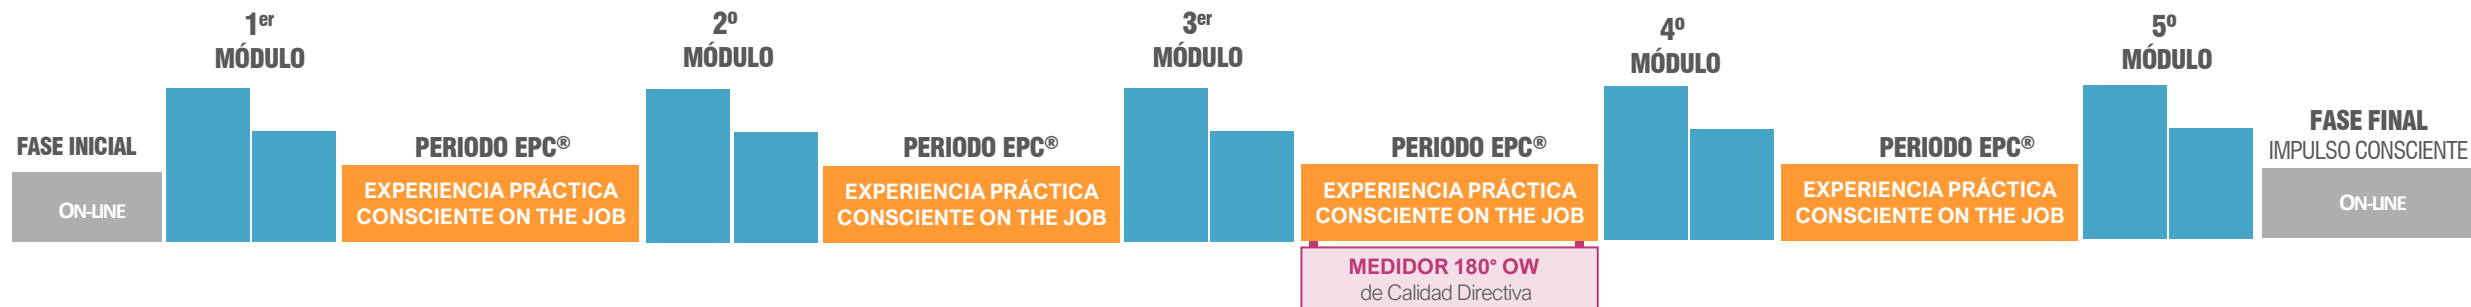 FASE INICIAL
ON-LINE
1er
MÓDULO
PERIODO EPC®
EXPERIENCIA PRÁCTICA
CONSCIENTE ON THE JOB
2º
MÓDULO
PERIODO EPC®
EXPERIENCIA PRÁCTICA
CONSCIENTE ON THE JOB
3er
MÓDULO
PERIODO EPC®
EXPERIENCIA PRÁCTICA
CONSCIENTE ON THE JOB
MEDIDOR 180° OW
de Calidad Directiva
4º
MÓDULO
PERIODO EPC®
EXPERIENCIA PRÁCTICA
CONSCIENTE ON THE JOB
5º
MÓDULO
FASE FINAL
IMPULSO CONSCIENTE
ON-LINE